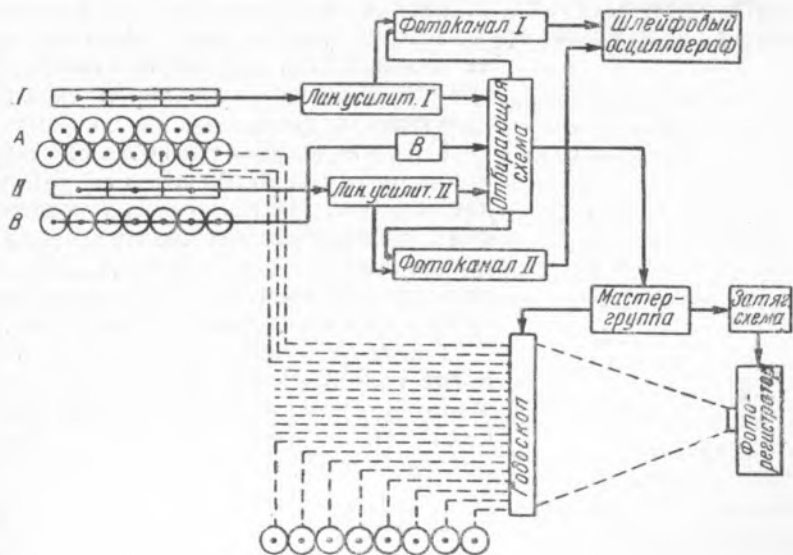 Фотоканал I
Шлейфовый
осциллограф
I
Лин. усилит. I
A
B
Отбирающая
схема
II
Лин. усилит. II
B
Фотоканал II
Мастер-
группа
Затяг.
схема
Годоскоп
Фото-
регистратор